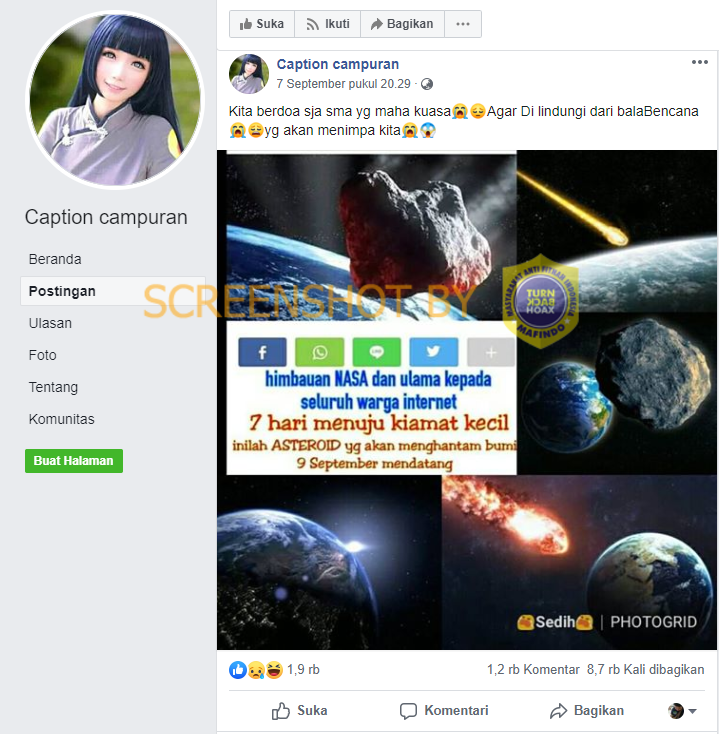 Suka
Ikuti
Bagikan
Caption campuran
7 September pukul 20.29 ·
Kita berdoa sja sma yg maha kuasa😭😔Agar Di lindungi dari balaBencana
😭😅yg akan menimpa kita😭😱
Caption campuran
Beranda
Postingan
Ulasan
Foto
Tentang
Komunitas
Buat Halaman
SCREENSHOT BY
MASYARAKAT ANTI FITNAH INDONESIA
TURN
BACK
HOAX
MAFINDO
himbauan NASA dan ulama kepada
seluruh warga internet
7 hari menuju kiamat kecil
inilah ASTEROID yg akan menghantam bumi
9 September mendatang
Sedih | PHOTOGRID
1,9 rb
1,2 rb Komentar 8,7 rb Kali dibagikan
Suka
Komentari
Bagikan